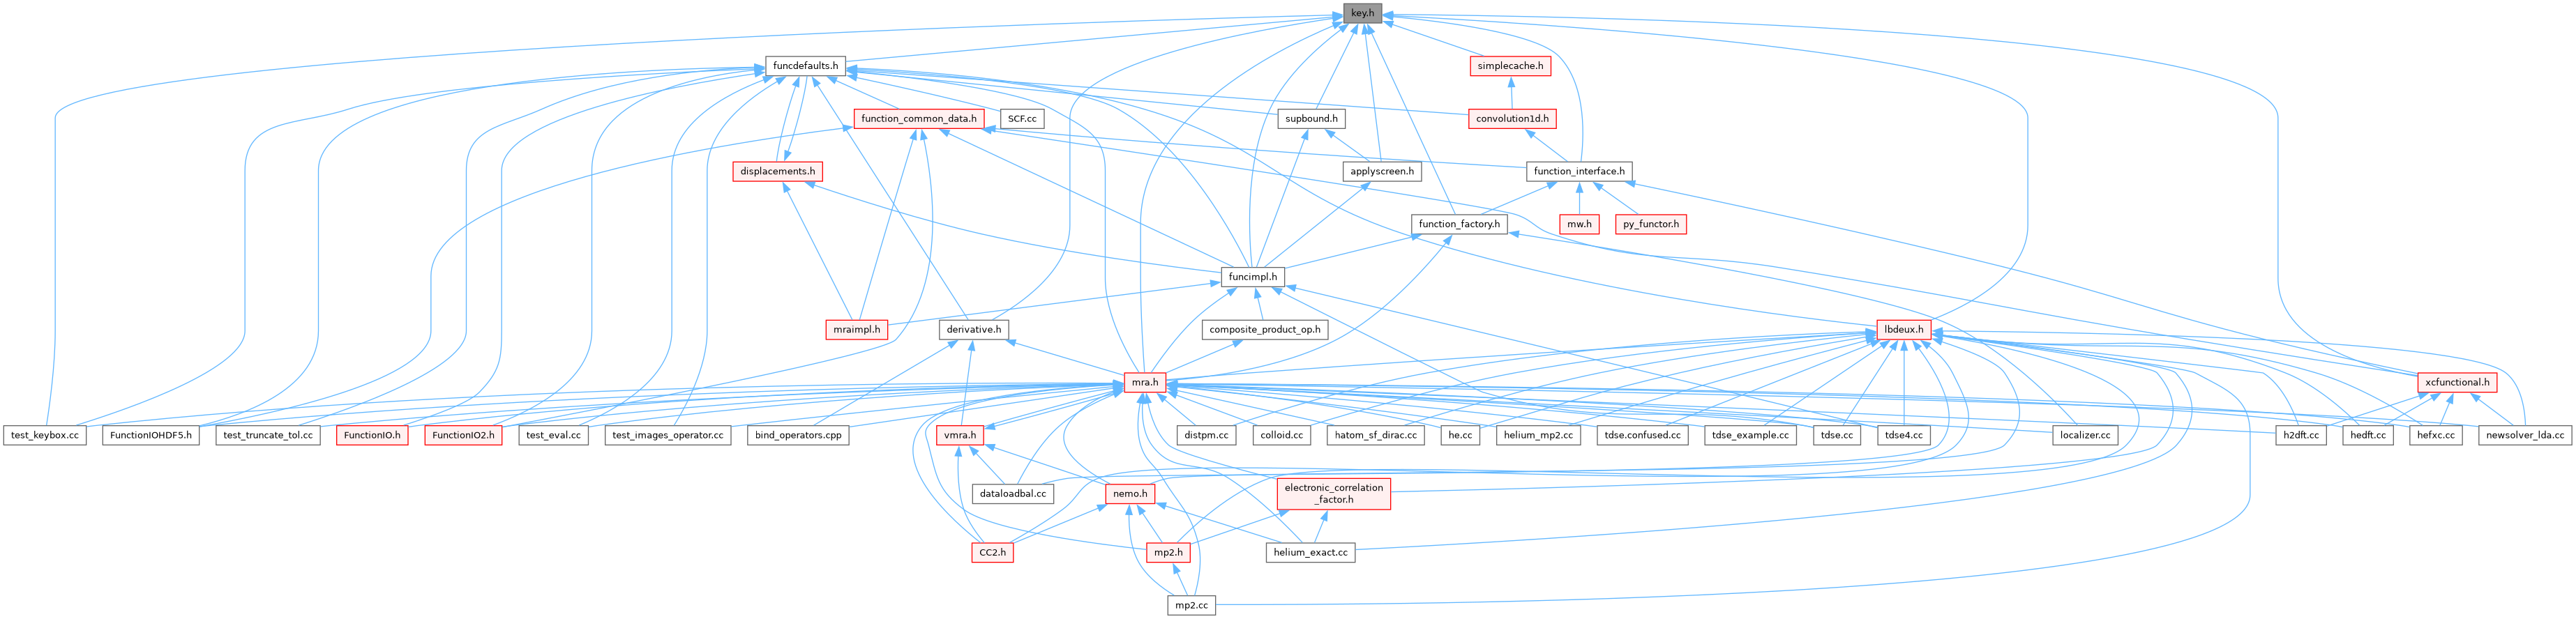 key.h
funcdefaults.h
simplecache.h
function_common_data.h
SCF.cc
supbound.h
convolution1d.h
displacements.h
applyscreen.h
function_interface.h
function_factory.h
mw.h
py_functor.h
funcimpl.h
mraimpl.h
derivative.h
composite_product_op.h
lbdeux.h
mra.h
xcfunctional.h
test_keybox.cc
FunctionIOHDF5.h
test_truncate_tol.cc
FunctionIO.h
FunctionIO2.h
test_eval.cc
test_images_operator.cc
bind_operators.cpp
vmra.h
distpm.cc
colloid.cc
hatom_sf_dirac.cc
he.cc
helium_mp2.cc
tdse.confused.cc
tdse_example.cc
tdse.cc
tdse4.cc
localizer.cc
h2dft.cc
hedft.cc
hefxc.cc
newsolver_lda.cc
dataloadbal.cc
nemo.h
electronic_correlation
_factor.h
CC2.h
mp2.h
helium_exact.cc
mp2.cc